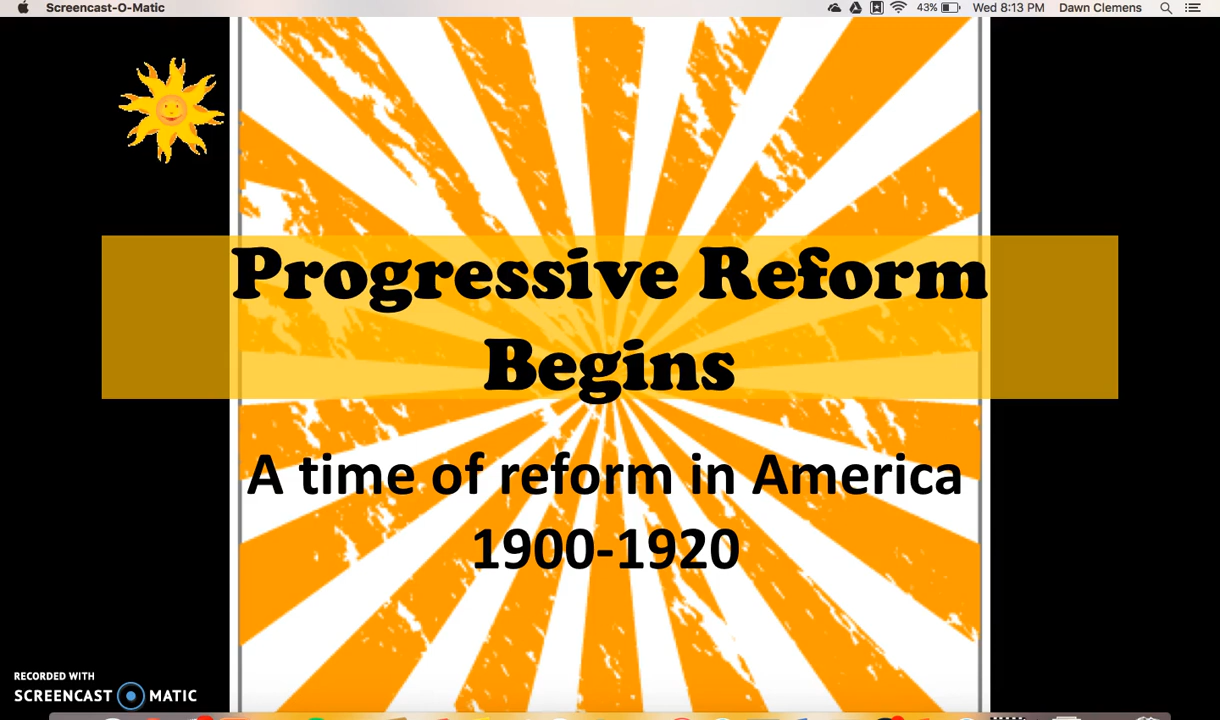 Screencast-O-Matic 43% Wed 8:13 PM Dawn Clemens
Progressive Reform
Begins
A time of reform in America
1900-1920
RECORDED WITH
SCREENCAST MATIC